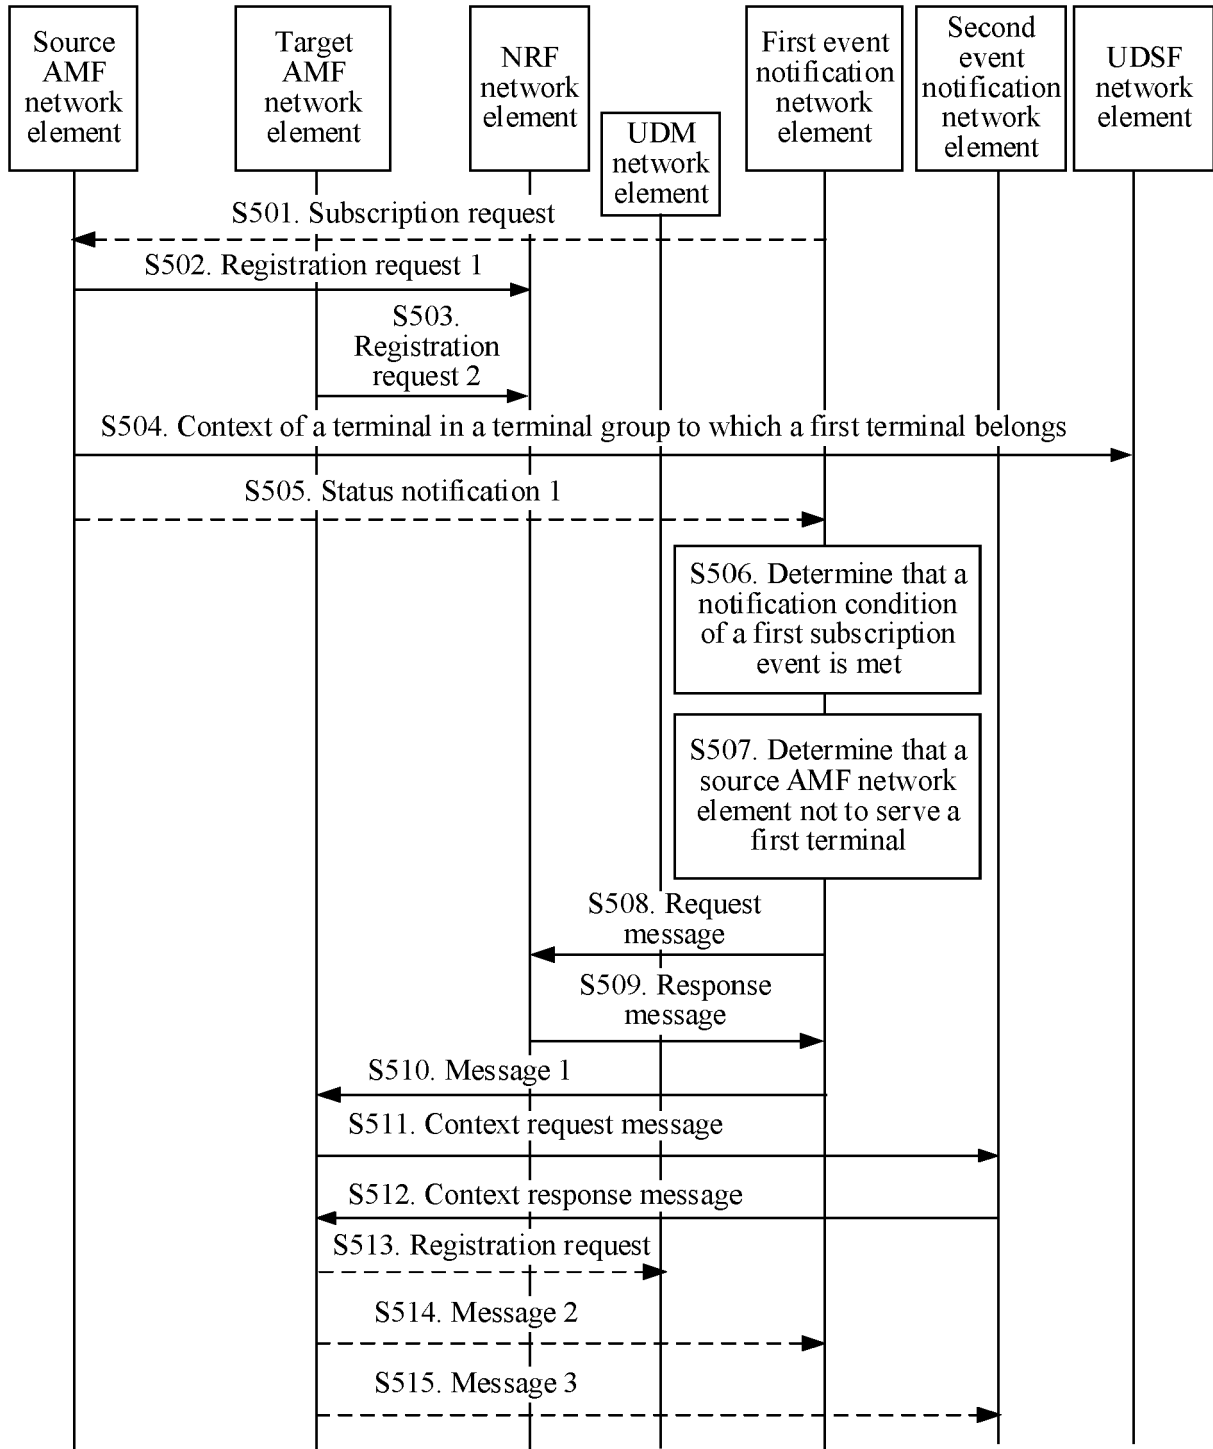 Source
AMF
network
element
Target
AMF
network
element
NRF
network
element
UDM
network
element
First event
notification
network
element
Second
event
notification
network
element
UDSF
network
element
S501. Subscription request
S502. Registration request 1
S503.
Registration
request 2
S504. Context of a terminal in a terminal group to which a first terminal belongs
S505. Status notification 1
S506. Determine that a
notification condition
of a first subscription
event is met
S507. Determine that a
source AMF network
element not to serve a
first terminal
S508. Request
message
S509. Response
message
S510. Message 1
S511. Context request message
S512. Context response message
S513. Registration request
S514. Message 2
S515. Message 3